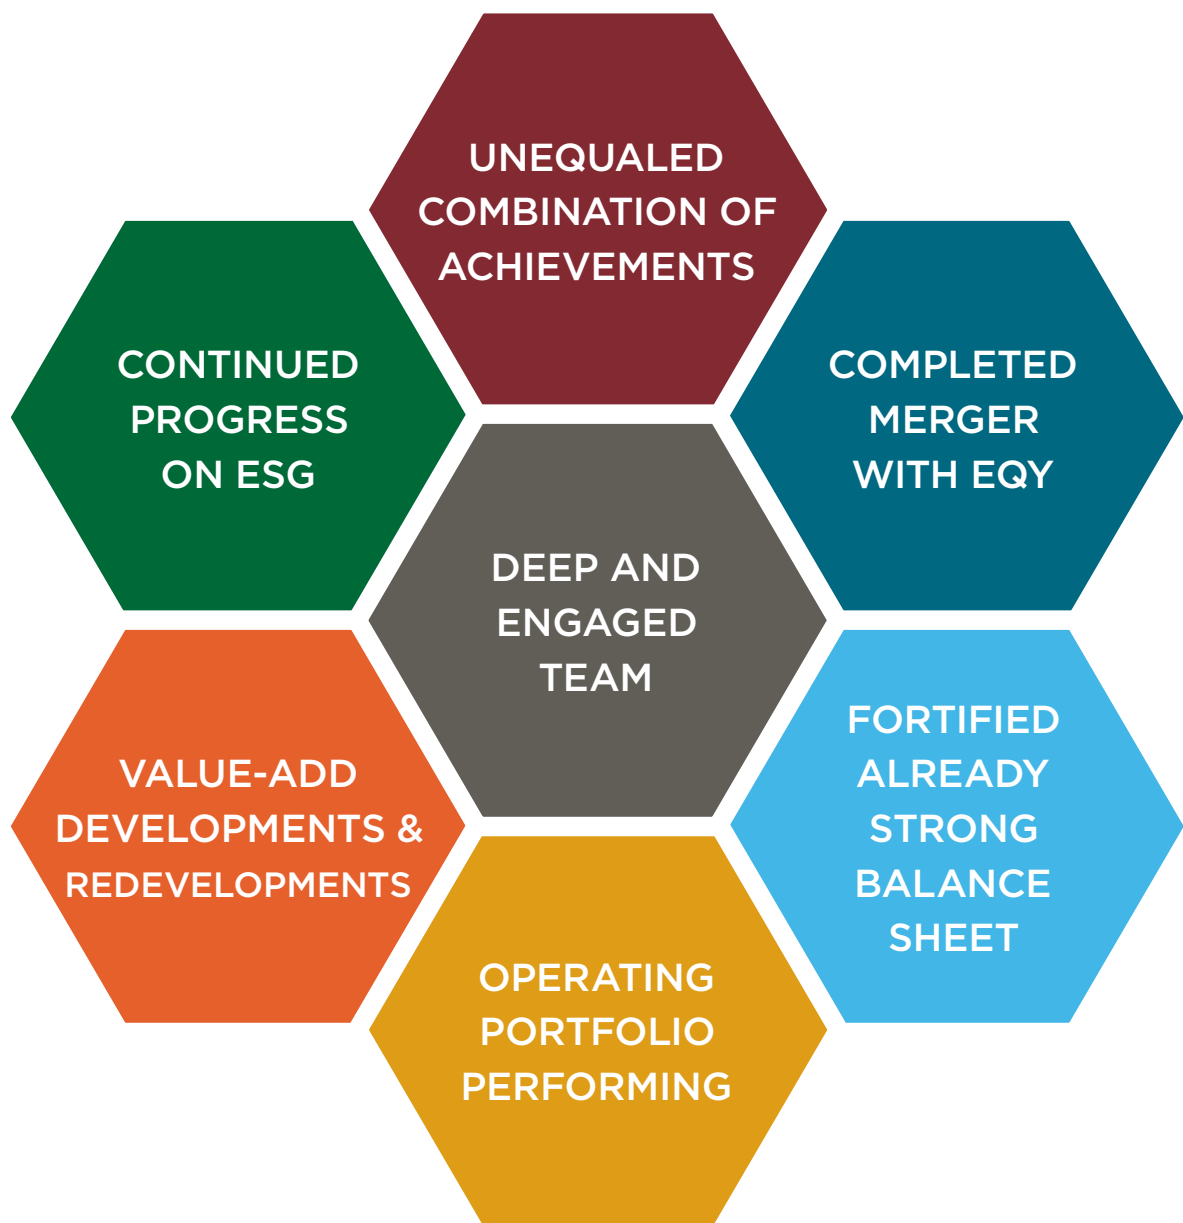 UNEQUALED
COMBINATION OF
ACHIEVEMENTS
CONTINUED
PROGRESS
ON ESG
COMPLETED
MERGER
WITH EQY
DEEP AND
ENGAGED
TEAM
VALUE-ADD
DEVELOPMENTS &
REDEVELOPMENTS
FORTIFIED
ALREADY
STRONG
BALANCE
SHEET
OPERATING
PORTFOLIO
PERFORMING